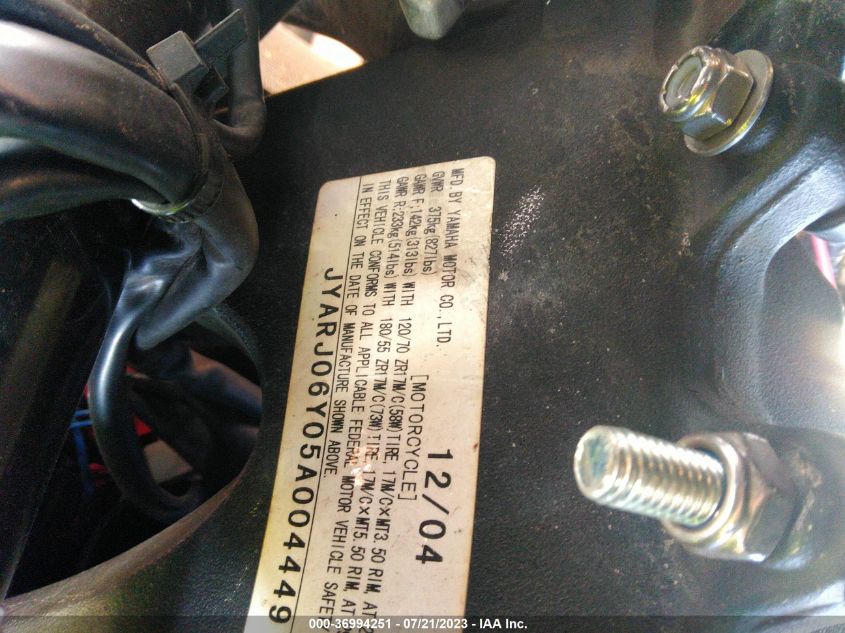 MFD.BY YAMAHA MOTOR CO.,LTD. 12/04
GVWR : 375kg(827lbs) [MOTORCYCLE]
GAWR F:142kg(313lbs) WITH 120/70 ZR17M/C(58W)TIRE, 17M/C×MT3.50 RIM, AT
GAWR R:233kg(514lbs) WITH 180/55 ZR17M/C(73W)TIRE, 17M/C×MT5.50 RIM, AT
THIS VEHICLE CONFORMS TO ALL APPLICABLE FEDERAL MOTOR VEHICLE SAFETY
IN EFFECT ON THE DATE OF MANUFACTURE SHOWN ABOVE.
JYARJ06Y05A004449
000-36994251 - 07/21/2023 - © IAA Inc.